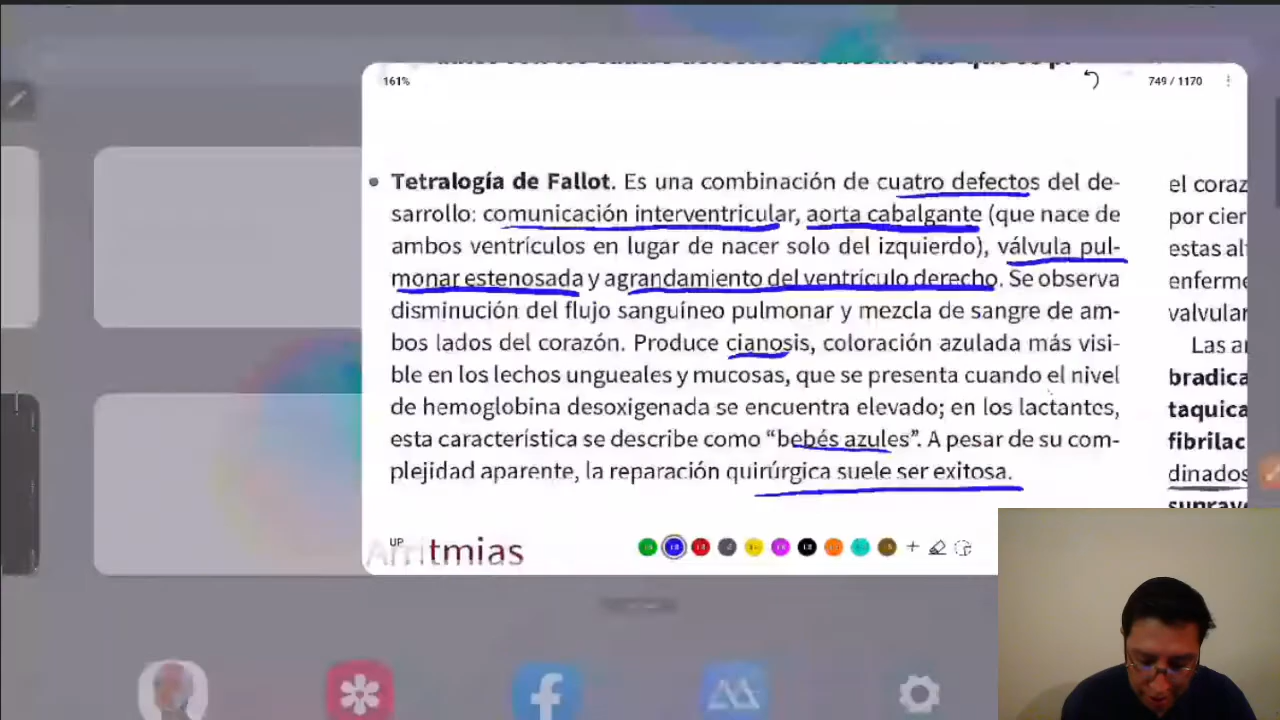 161%
749 / 1170
• Tetralogía de Fallot. Es una combinación de cuatro defectos del de-
sarrollo: comunicación interventricular, aorta cabalgante (que nace de
ambos ventrículos en lugar de nacer solo del izquierdo), válvula pul-
monar estenosada y agrandamiento del ventrículo derecho. Se observa
disminución del flujo sanguíneo pulmonar y mezcla de sangre de am-
bos lados del corazón. Produce cianosis, coloración azulada más visi-
ble en los lechos ungueales y mucosas, que se presenta cuando el nivel
de hemoglobina desoxigenada se encuentra elevado; en los lactantes,
esta característica se describe como “bebés azules”. A pesar de su com-
plejidad aparente, la reparación quirúrgica suele ser exitosa.
UP
Arritmias
el coraz
por cier
estas al
enferme
valvular
Las a
bradica
taquica
fibrilac
dinados
suprav